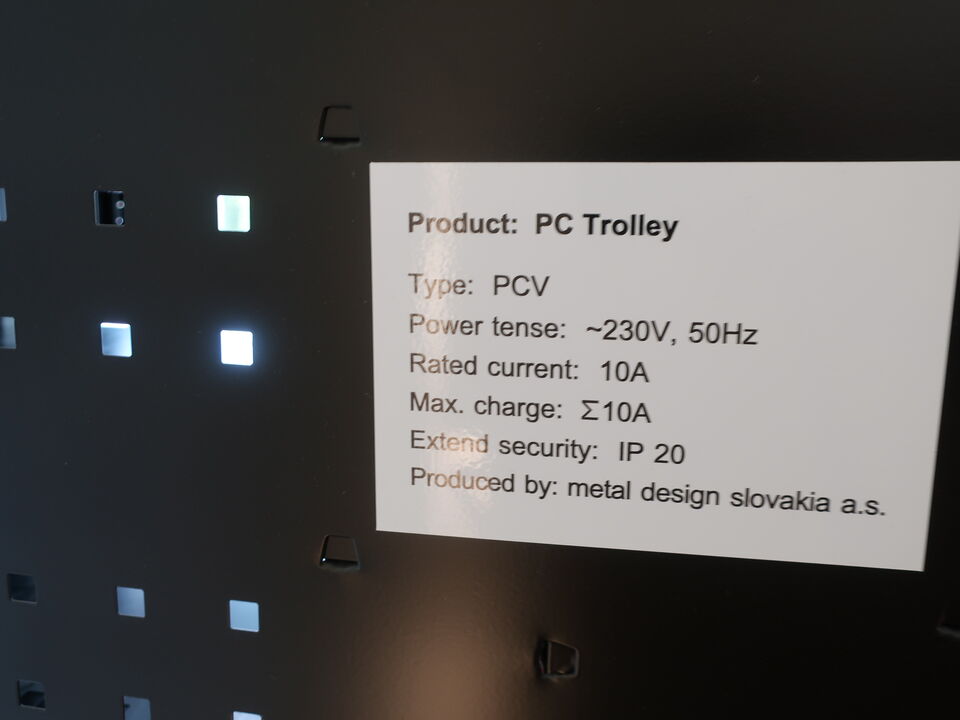 Product: PC Trolley
Type: PCV
Power tense: ~230V, 50Hz
Rated current: 10A
Max. charge: Σ10A
Extend security: IP 20
Produced by: metal design slovakia a.s.